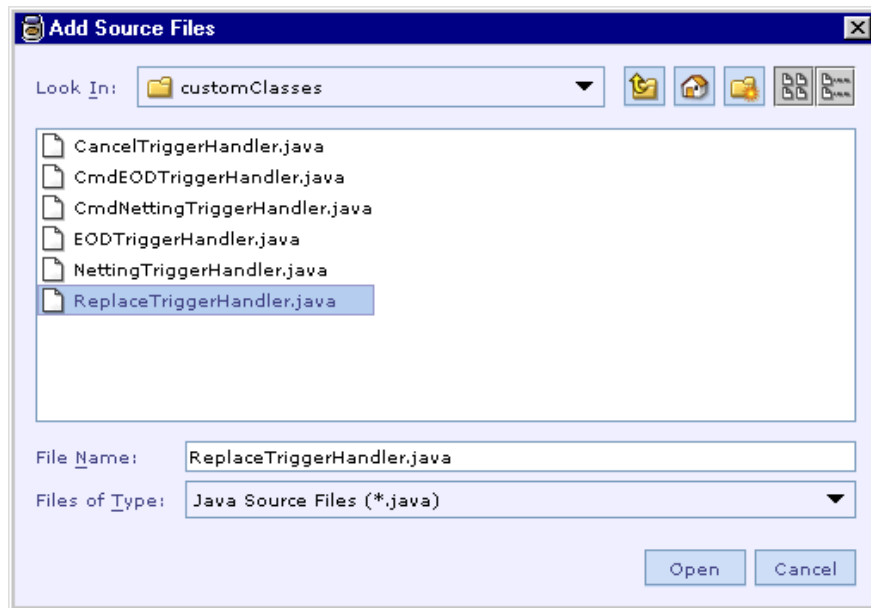 Add Source Files
Look In: customClasses
CancelTriggerHandler.java
CmdEODTriggerHandler.java
CmdNettingTriggerHandler.java
EODTriggerHandler.java
NettingTriggerHandler.java
ReplaceTriggerHandler.java
File Name: ReplaceTriggerHandler.java
Files of Type: Java Source Files (*.java)
Open Cancel